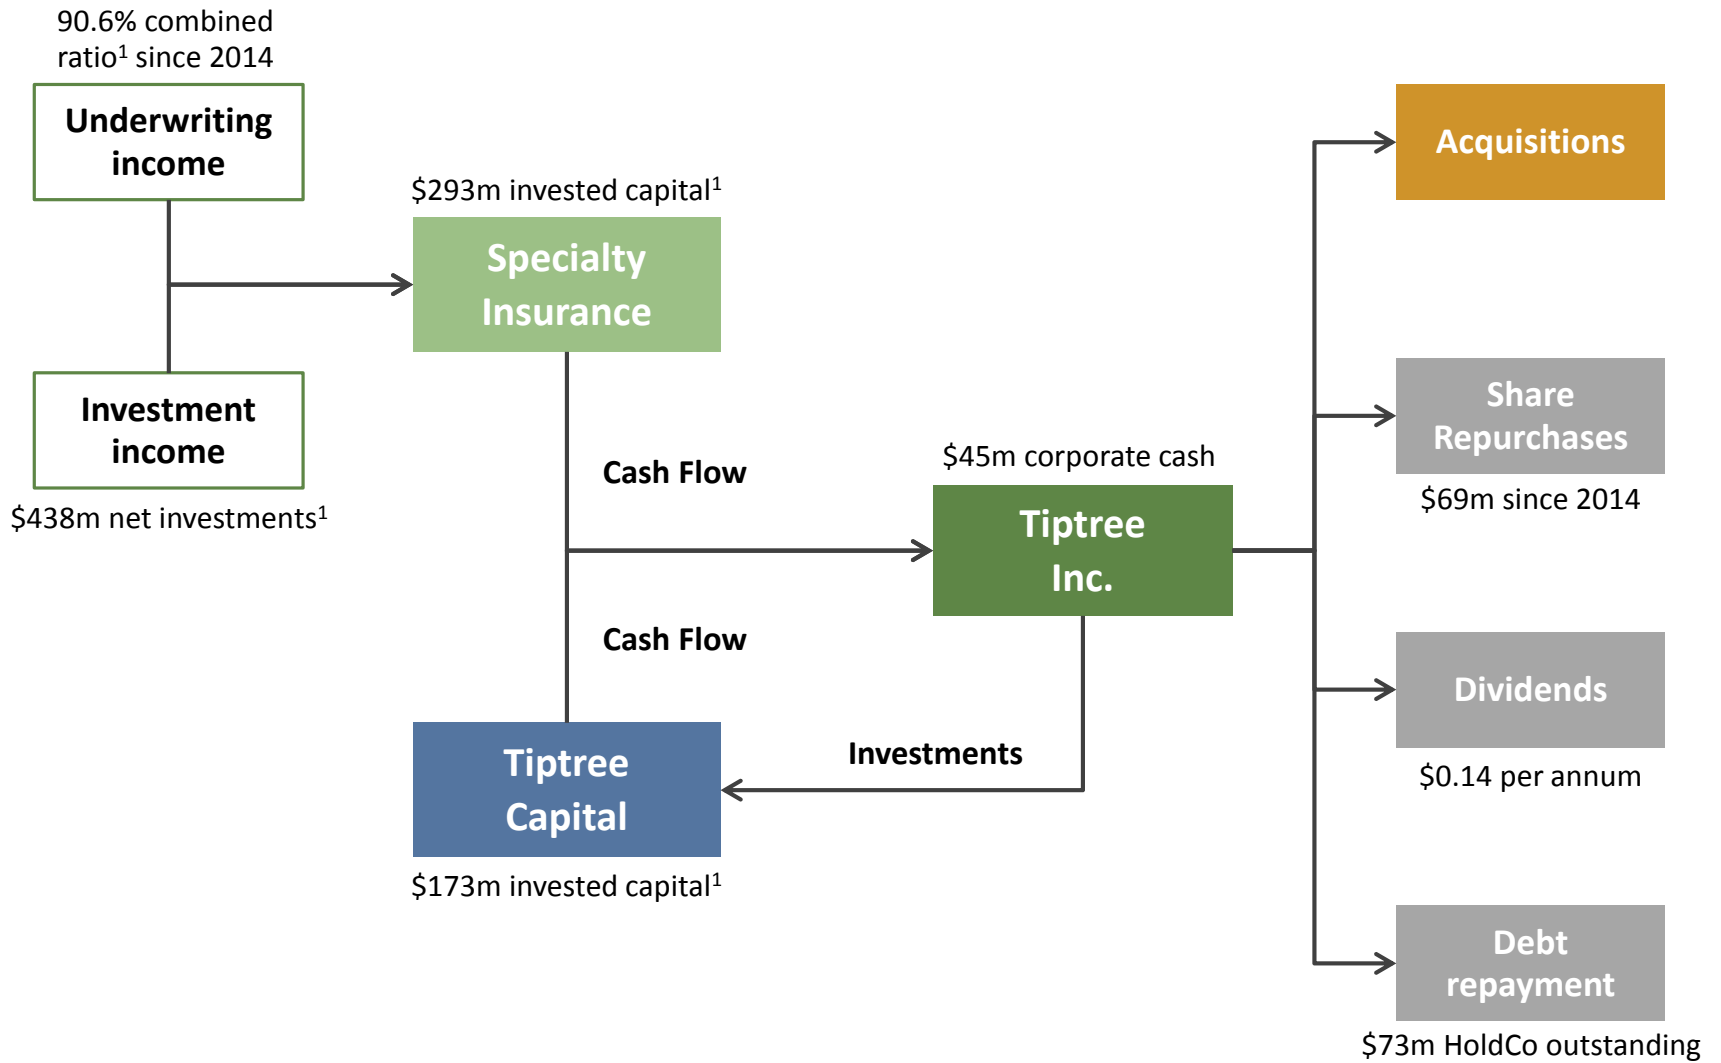 90.6% combined
ratio¹ since 2014
Underwriting
income
Investment
income
$438m net investments¹
$293m invested capital¹
Specialty
Insurance
Cash Flow
Cash Flow
Tiptree
Capital
$173m invested capital¹
Investments
$45m corporate cash
Tiptree
Inc.
Acquisitions
Share
Repurchases
$69m since 2014
Dividends
$0.14 per annum
Debt
repayment
$73m HoldCo outstanding